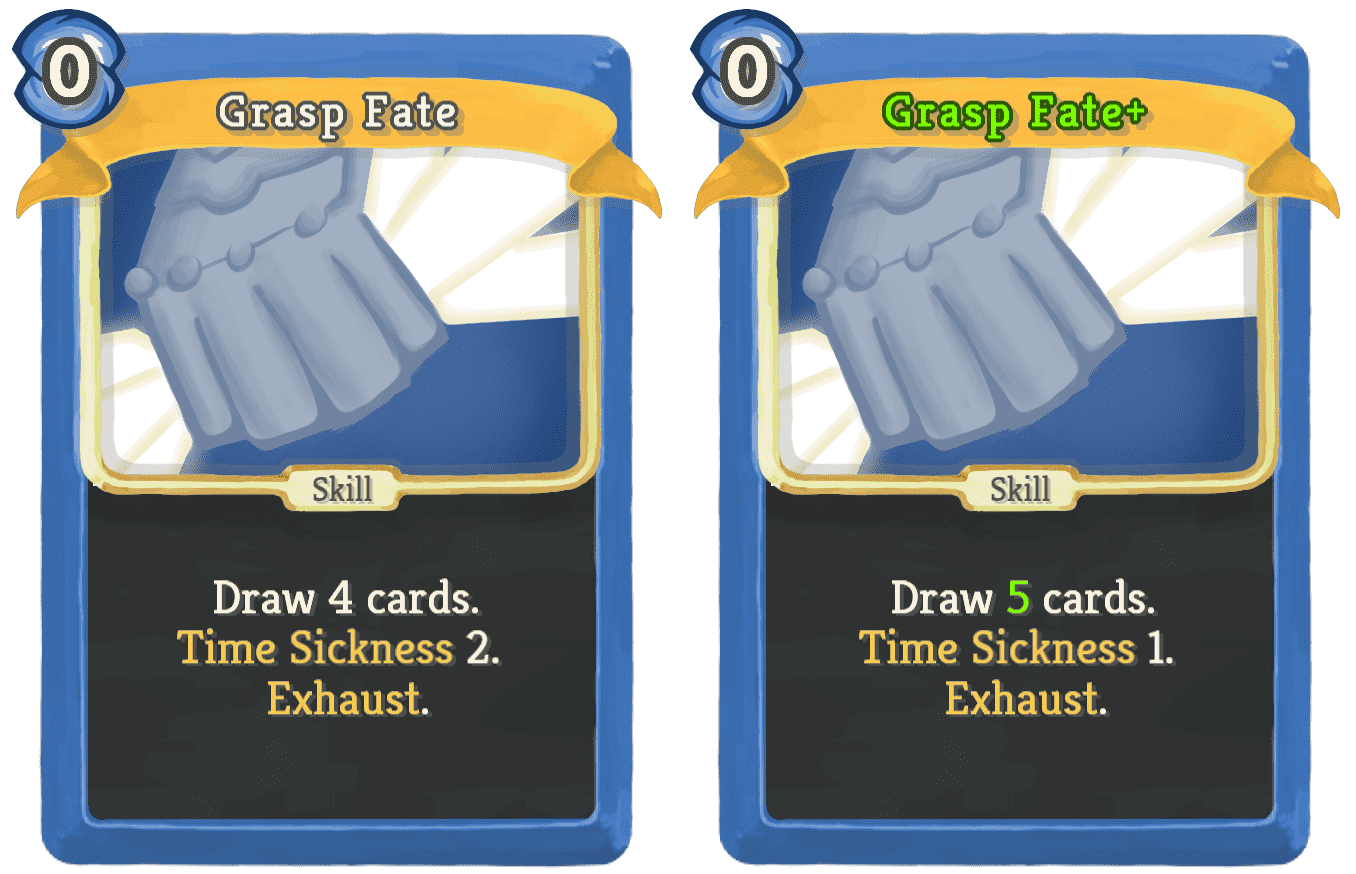 0
Grasp Fate
Skill
Draw 4 cards.
Time Sickness 2.
Exhaust.
0
Grasp Fate+
Skill
Draw 5 cards.
Time Sickness 1.
Exhaust.